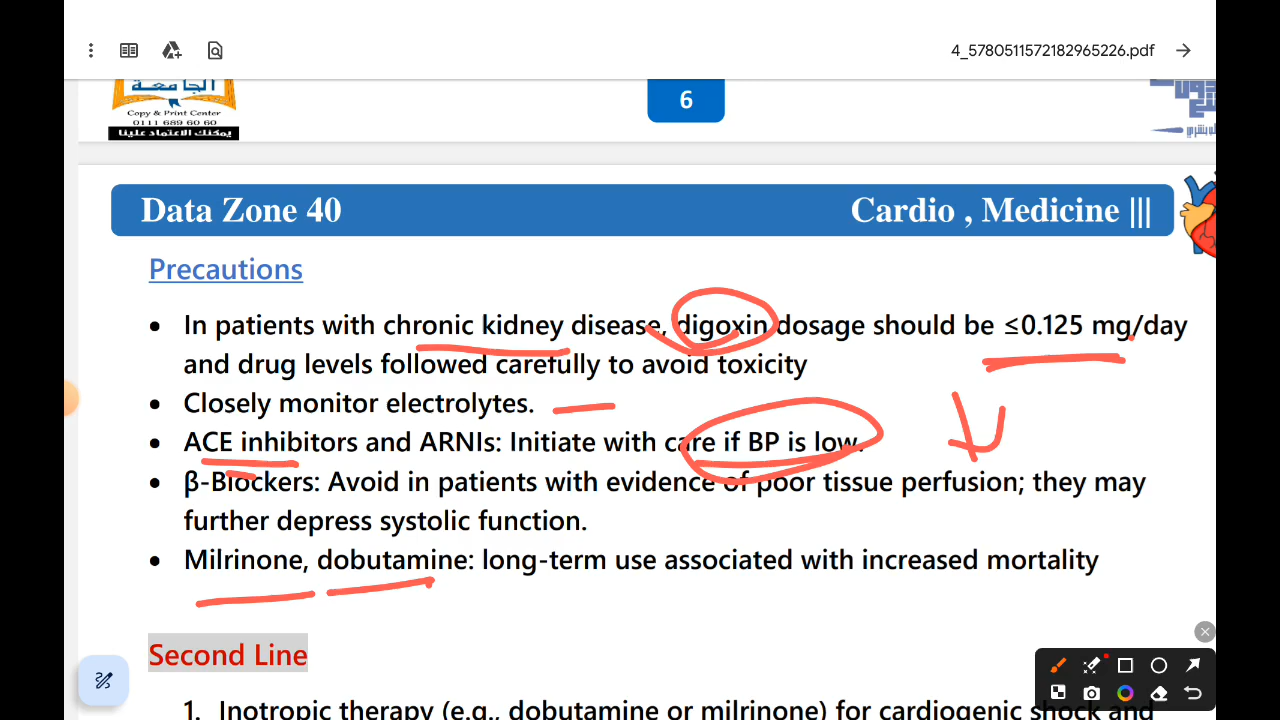 4_5780511572182965226.pdf
الجامعة
Copy & Print Center
0111 689 60 60
يمكنك الاعتماد علينا
6
Data Zone 40
Cardio , Medicine |||
Precautions
• In patients with chronic kidney disease, digoxin dosage should be ≤0.125 mg/day
and drug levels followed carefully to avoid toxicity
• Closely monitor electrolytes.
• ACE inhibitors and ARNIs: Initiate with care if BP is low.
• β-Blockers: Avoid in patients with evidence of poor tissue perfusion; they may
further depress systolic function.
• Milrinone, dobutamine: long-term use associated with increased mortality
Second Line
1. Inotropic therapy (e.g., dobutamine or milrinone) for cardiogenic shock and